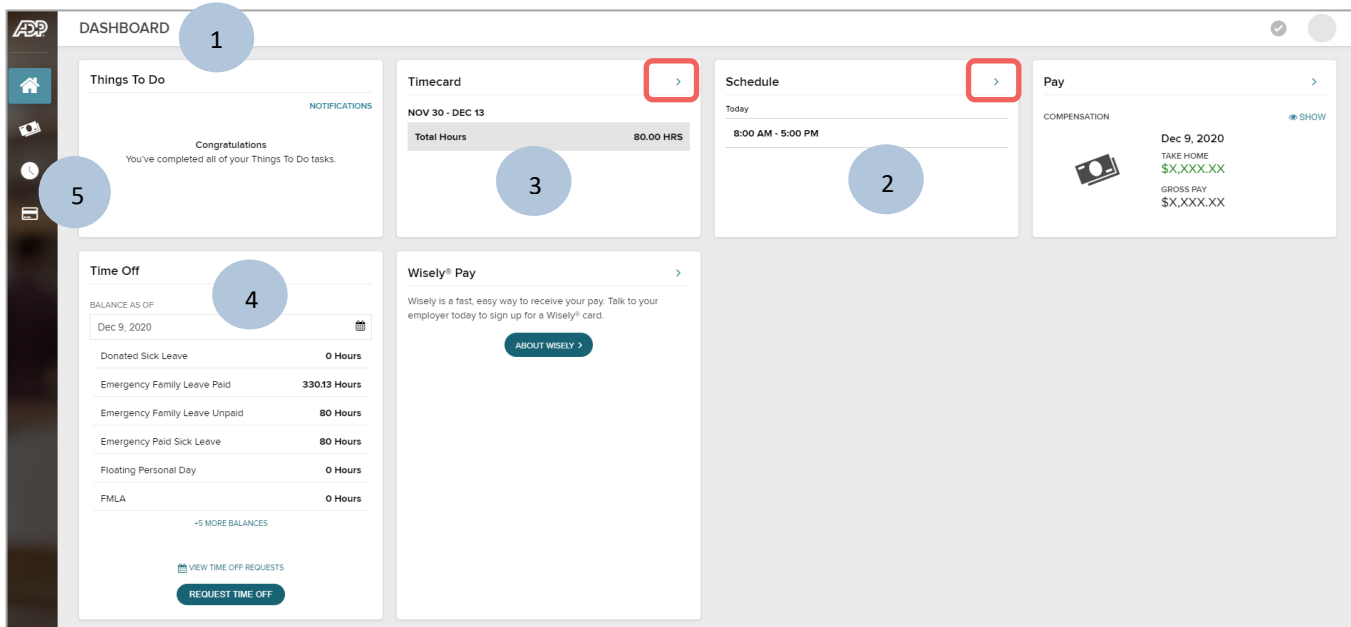 ADP
DASHBOARD
1
Things To Do
NOTIFICATIONS
Congratulations
You've completed all of your Things To Do tasks.
5
Timecard
NOV 30 - DEC 13
Total Hours 80.00 HRS
3
Schedule
Today
8:00 AM - 5:00 PM
2
Pay
COMPENSATION SHOW
Dec 9, 2020
TAKE HOME
$X,XXX.XX
GROSS PAY
$X,XXX.XX
Time Off
4
BALANCE AS OF
Dec 9, 2020
Donated Sick Leave 0 Hours
Emergency Family Leave Paid 330.13 Hours
Emergency Family Leave Unpaid 80 Hours
Emergency Paid Sick Leave 80 Hours
Floating Personal Day 0 Hours
FMLA 0 Hours
+5 MORE BALANCES
VIEW TIME OFF REQUESTS
REQUEST TIME OFF
Wisely® Pay
Wisely is a fast, easy way to receive your pay. Talk to your
employer today to sign up for a Wisely® card.
ABOUT WISELY >